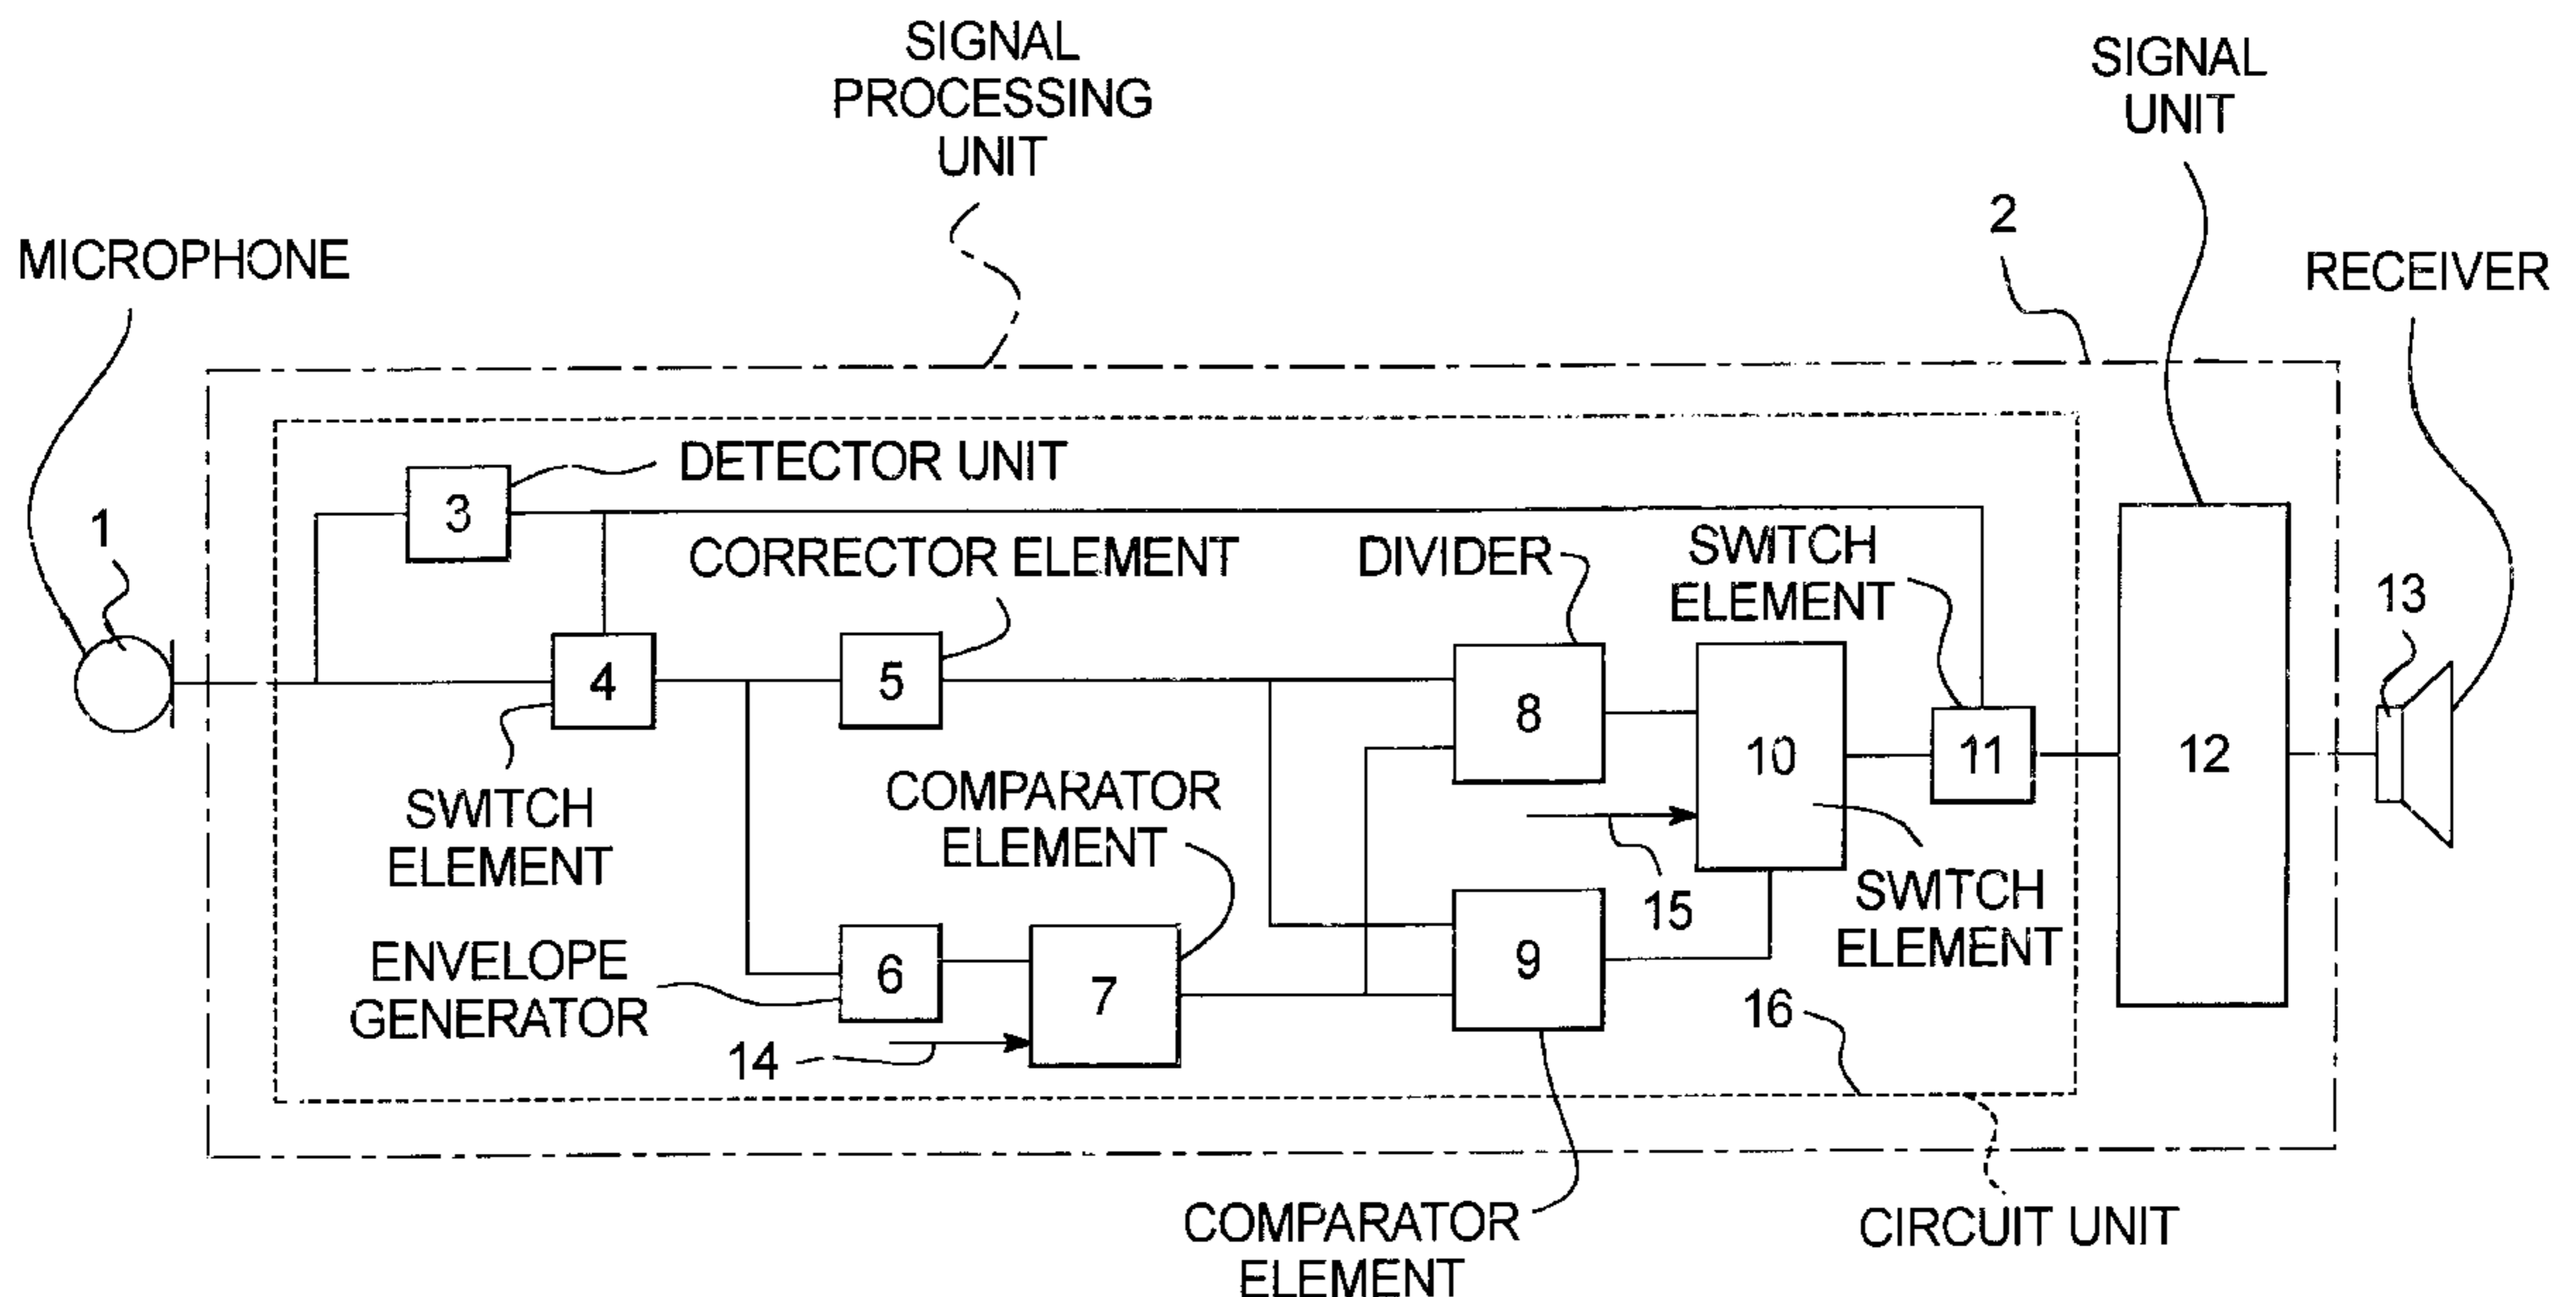 SIGNAL
PROCESSING
UNIT
SIGNAL
UNIT
2
MICROPHONE
RECEIVER
DETECTOR UNIT
3
1
CORRECTOR ELEMENT
DIVIDER
SWITCH
ELEMENT
13
4
5
8
10
11
12
SWITCH
ELEMENT
COMPARATOR
ELEMENT
15
SWITCH
ELEMENT
ENVELOPE
GENERATOR
6
7
9
14
16
COMPARATOR
ELEMENT
CIRCUIT UNIT